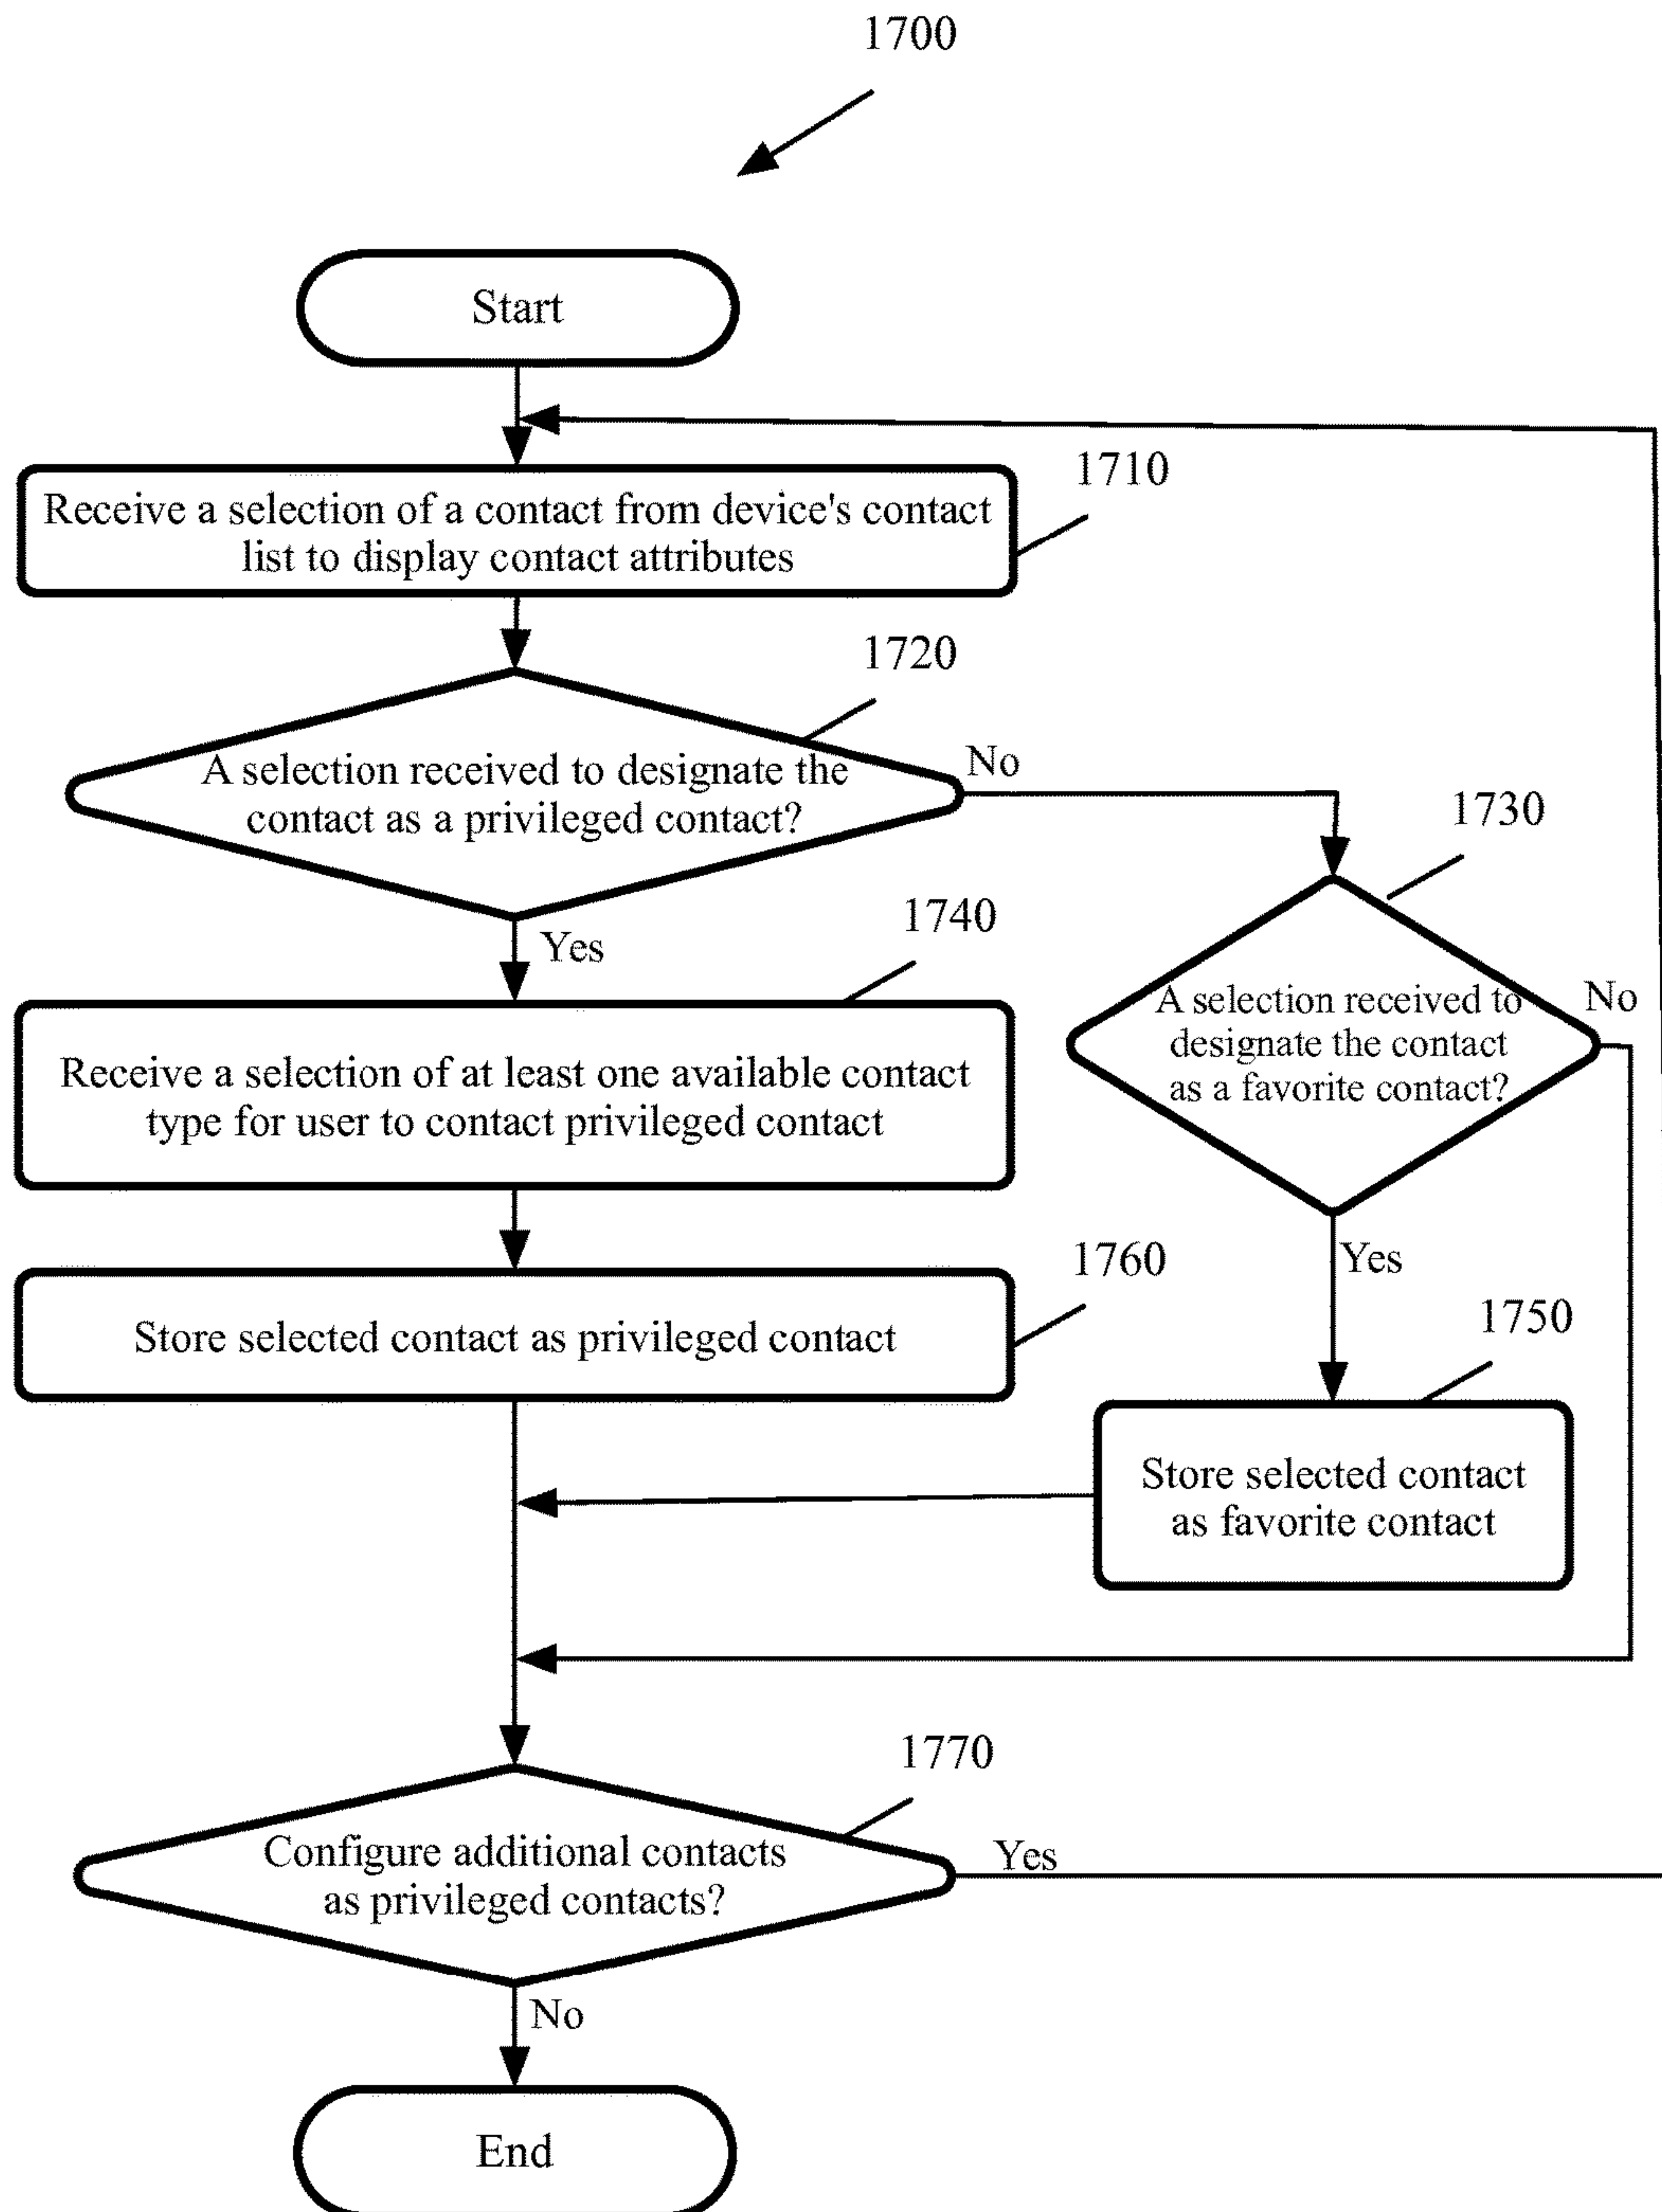 1700
Start
1710
Receive a selection of a contact from device's contact
list to display contact attributes
1720
A selection received to designate the
contact as a privileged contact?
No
1730
1740
Yes
A selection received to
designate the contact
as a favorite contact?
No
Receive a selection of at least one available contact
type for user to contact privileged contact
1760
Yes
Store selected contact as privileged contact
1750
Store selected contact
as favorite contact
1770
Configure additional contacts
as privileged contacts?
Yes
No
End